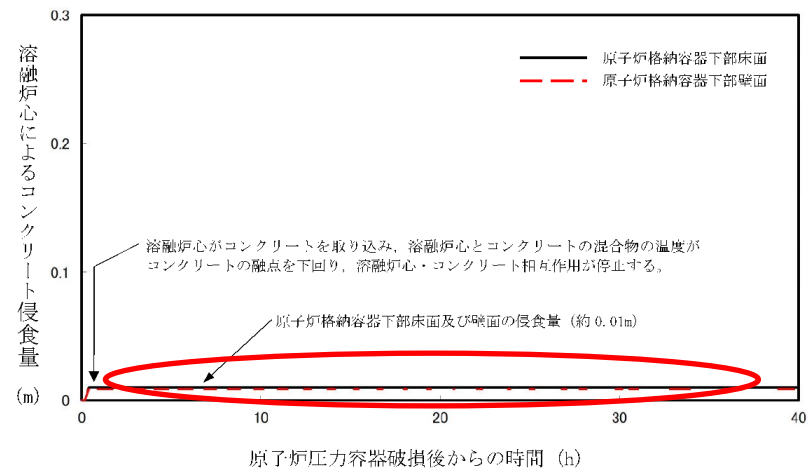 0.3
0.2
0.1
0
0
10
20
30
40
溶融炉心によるコンクリート侵食量
(m)
原子炉格納容器下部床面
原子炉格納容器下部壁面
溶融炉心がコンクリートを取り込み，溶融炉心とコンクリートの混合物の温度が
コンクリートの融点を下回り，溶融炉心・コンクリート相互作用が停止する。
原子炉格納容器下部床面及び壁面の侵食量（約0.01m）
原子炉圧力容器破損後からの時間 (h)